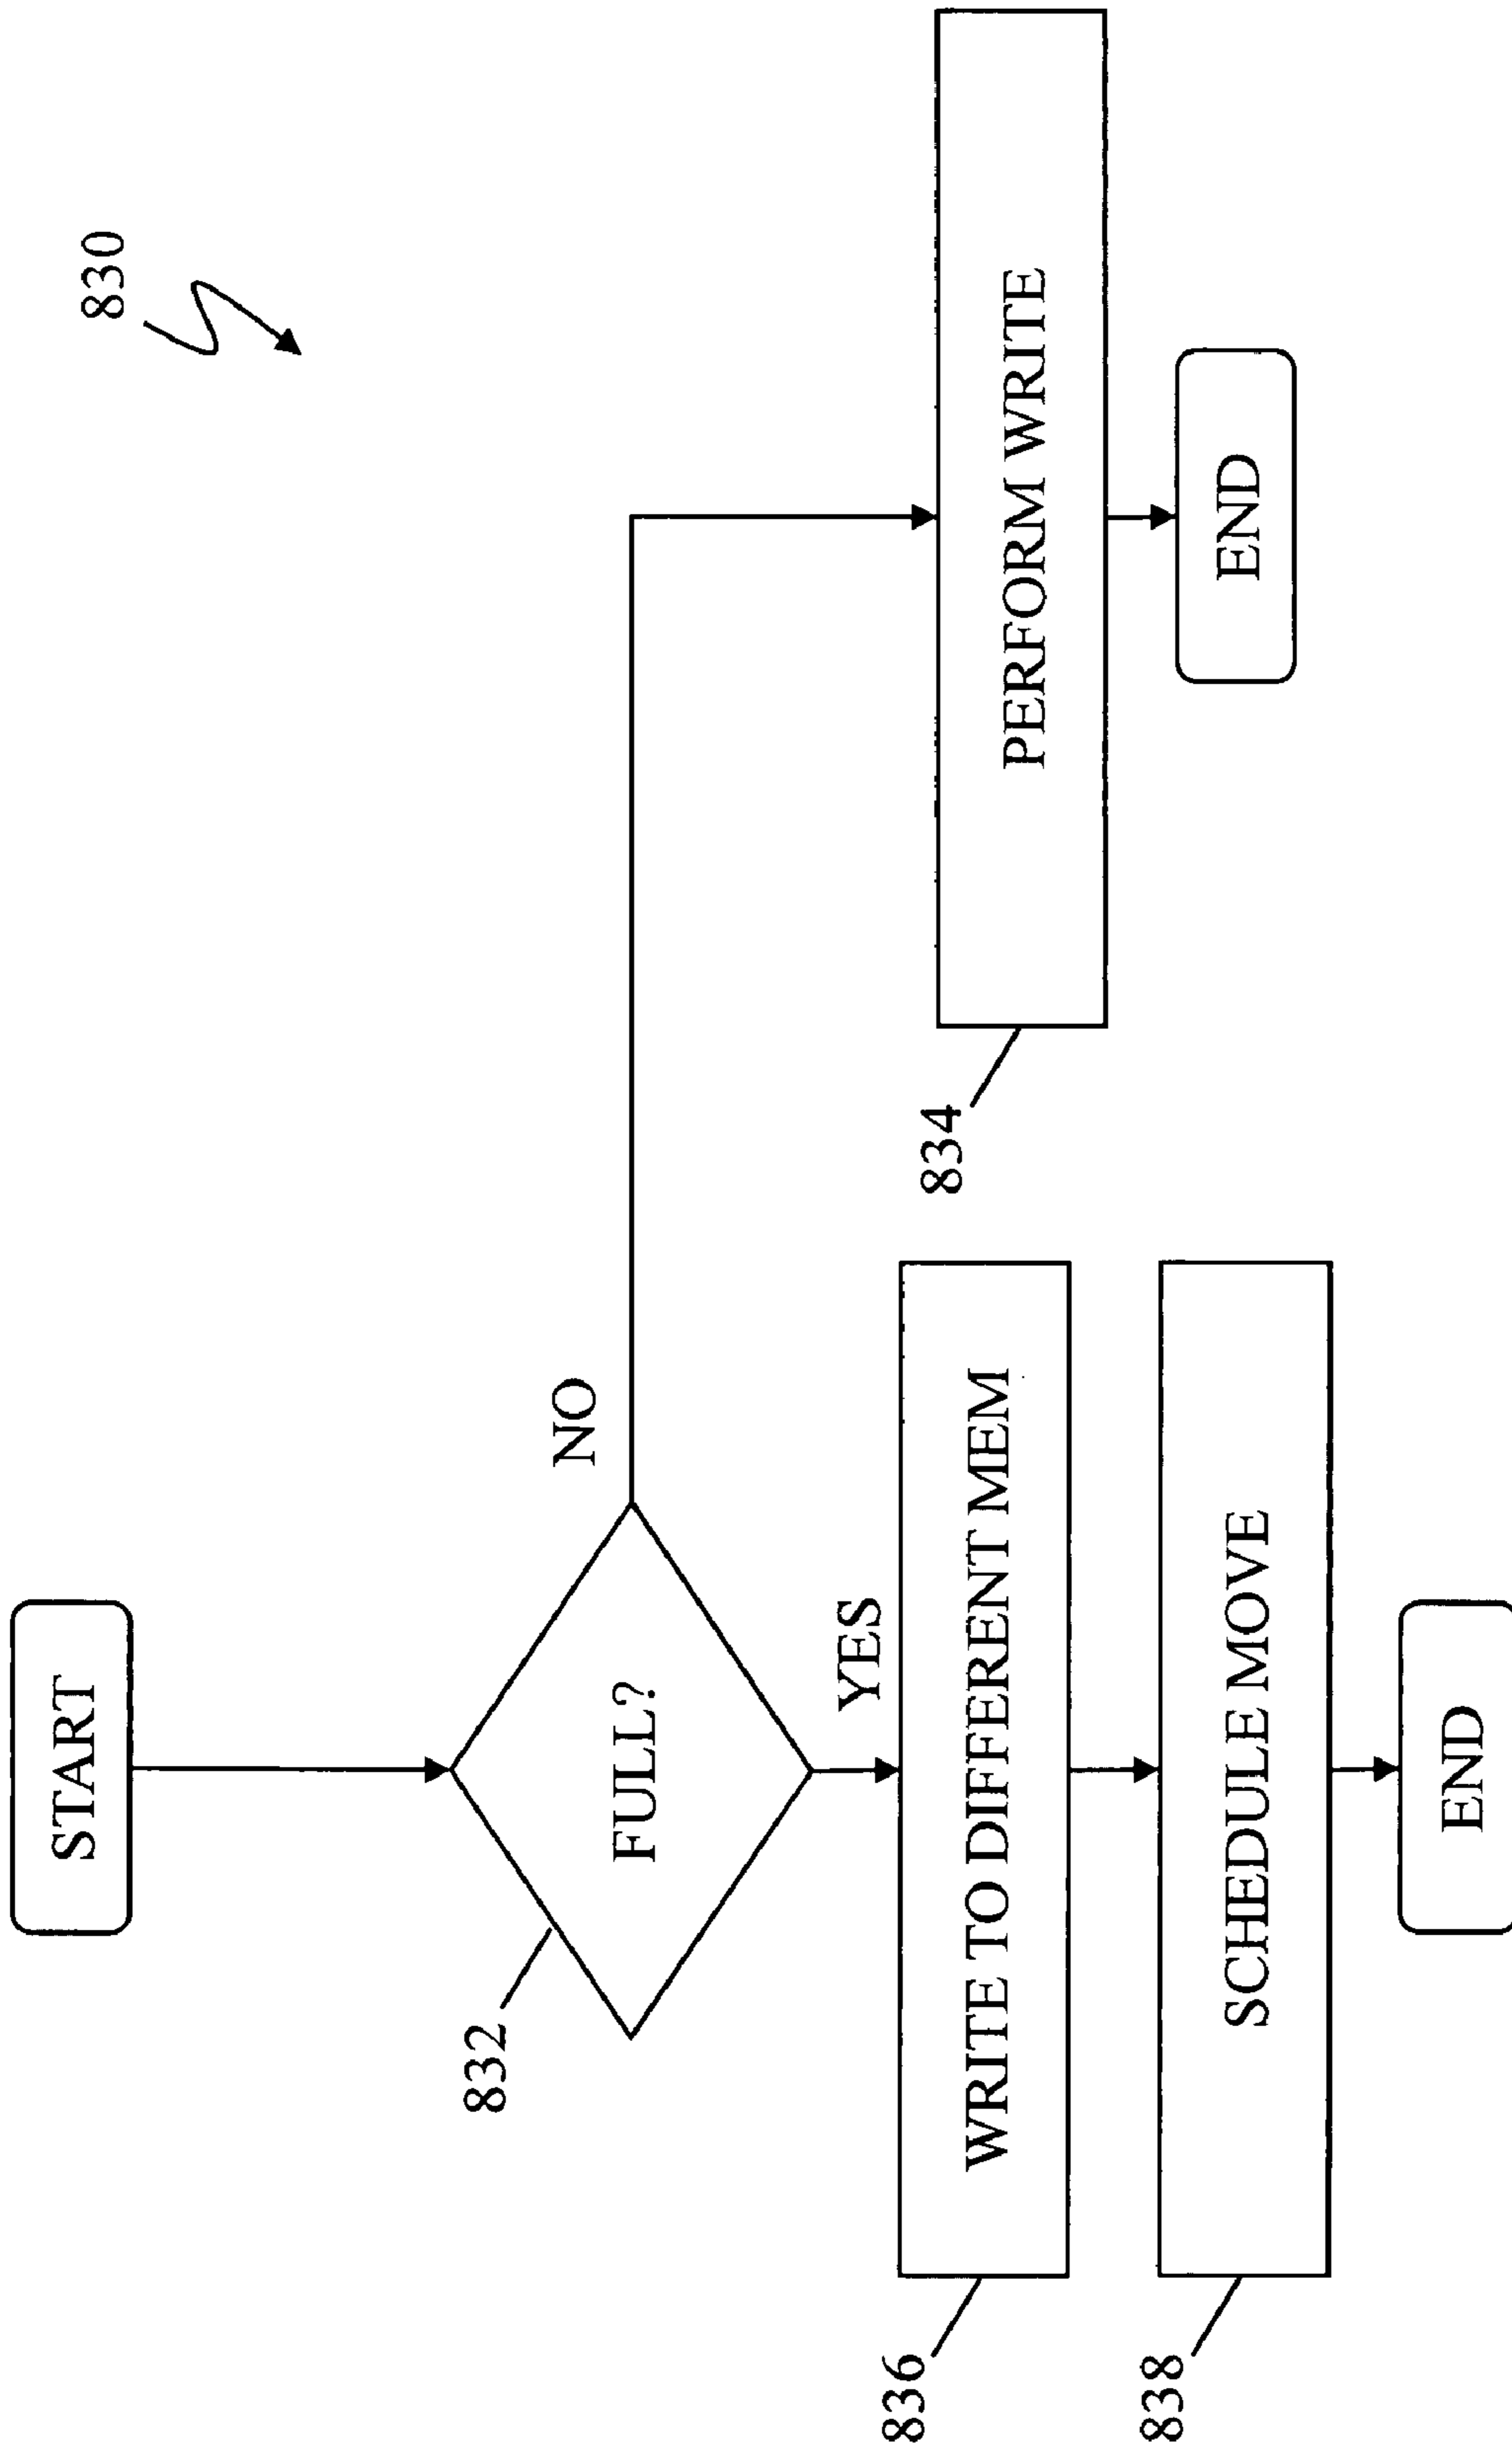 830
START
832
FULL?
NO
YES
836
WRITE TO DIFFERENT MEM
834
PERFORM WRITE
838
SCHEDULE MOVE
END
END